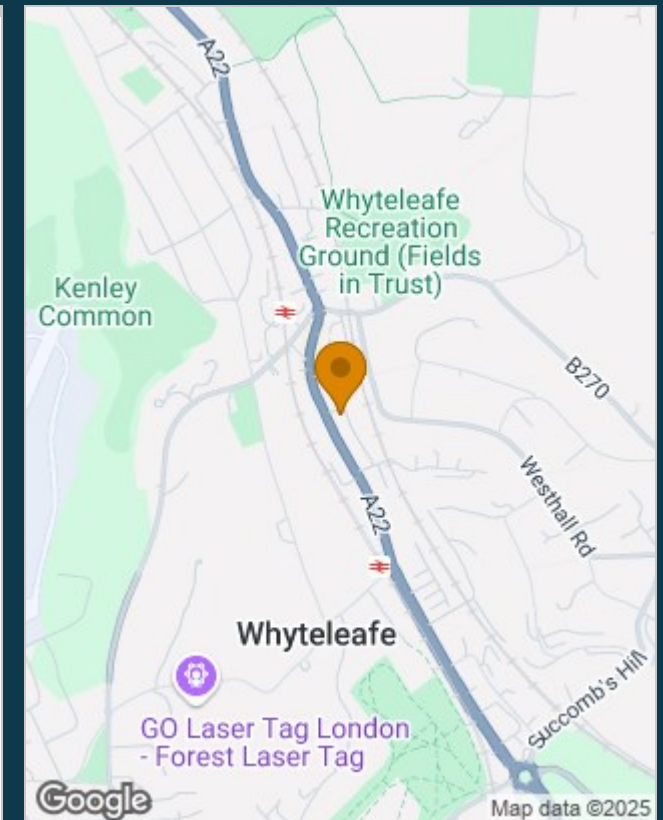 A22
Whyteleafe
Recreation
Ground (Fields
in Trust)
Kenley
Common
B270
Westhall Rd
A22
Whyteleafe
Succomb's Hill
GO Laser Tag London
- Forest Laser Tag
Google
Map data ©2025